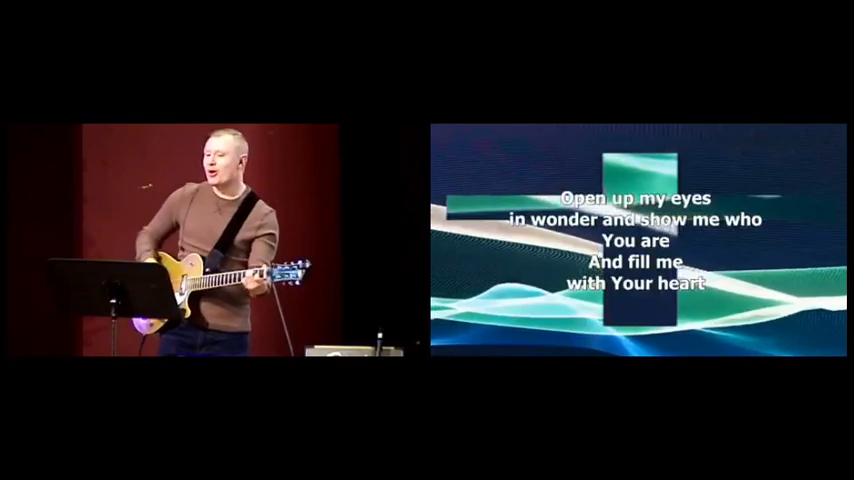 Open up my eyes
in wonder and show me who
You are
And fill me
with Your heart